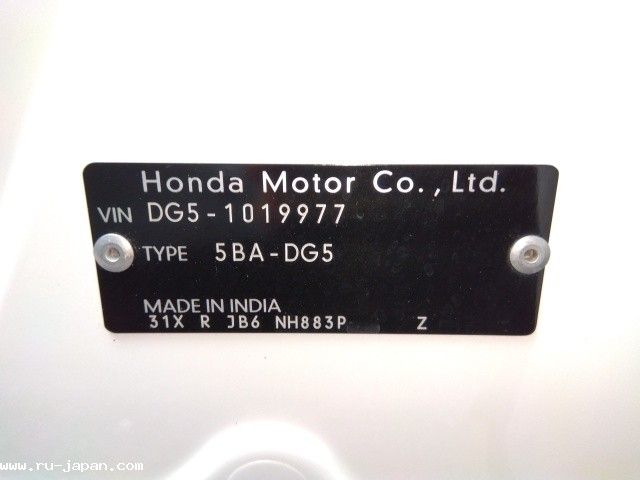 Honda Motor Co., Ltd.
VIN DG5-1019977
TYPE 5BA-DG5
MADE IN INDIA
31X R JB6 NH883P Z
www.ru-japan.com